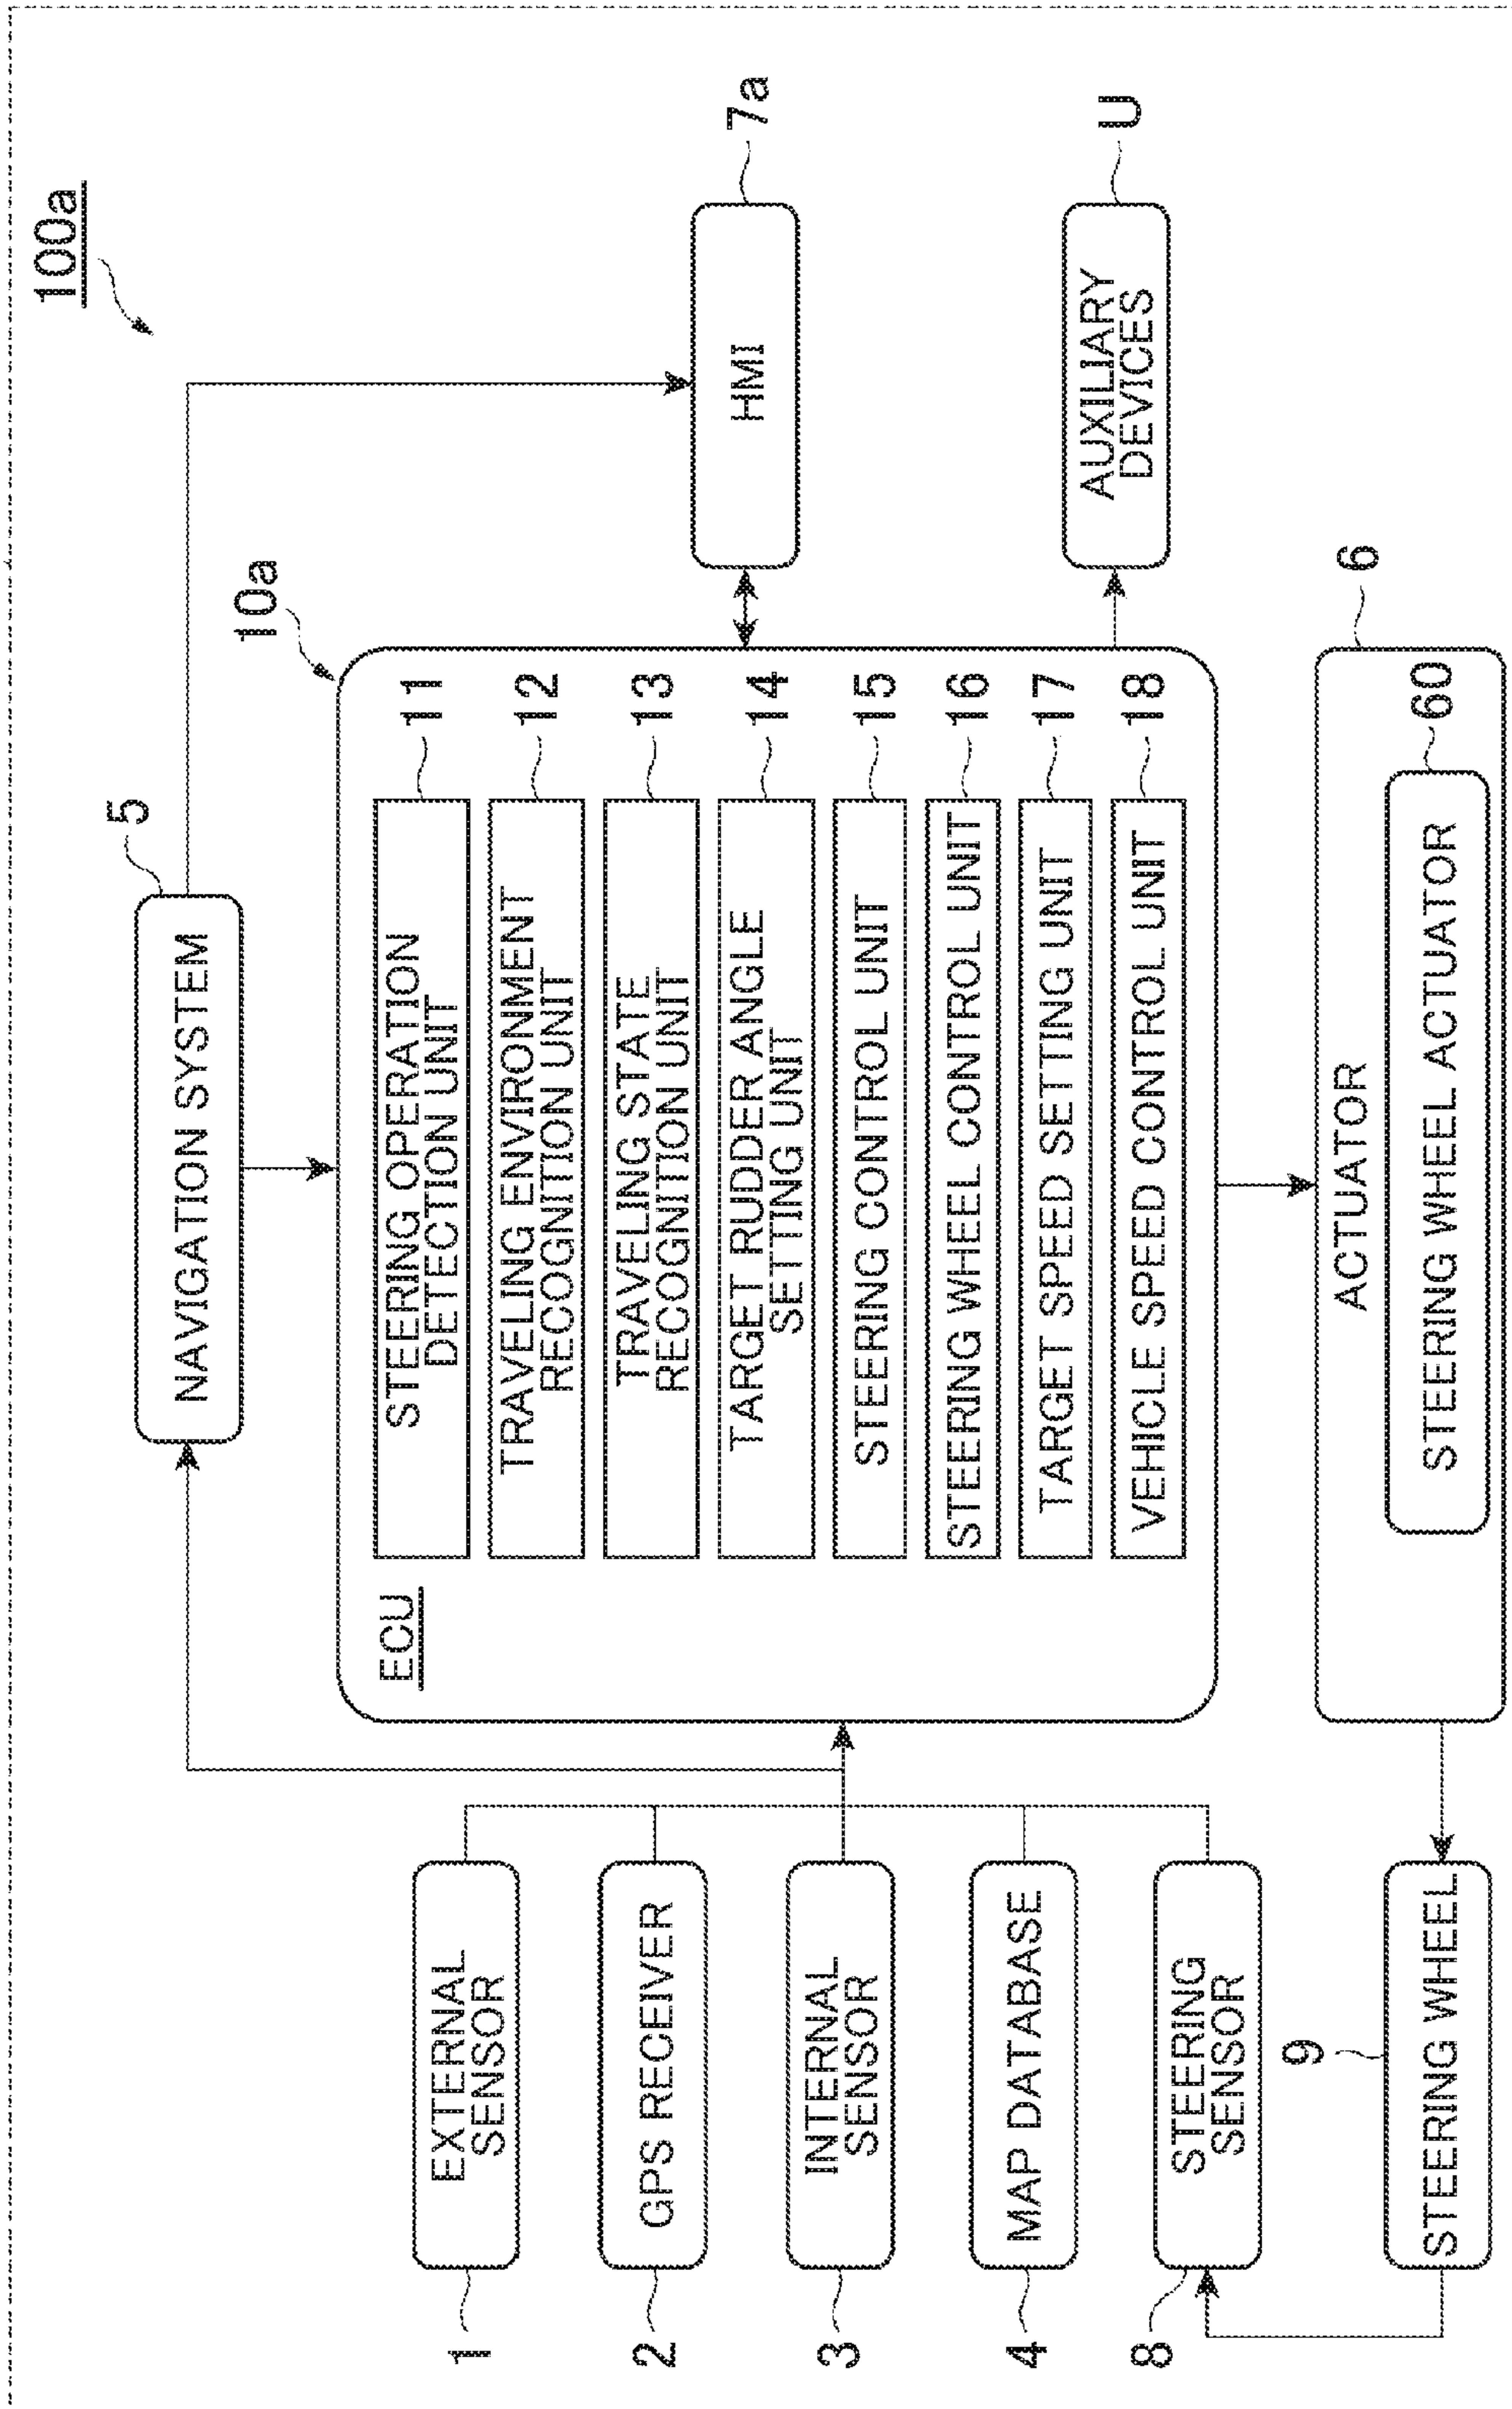 100a
5
NAVIGATION SYSTEM
10a
ECU
STEERING OPERATION
DETECTION UNIT
11
TRAVELING ENVIRONMENT
RECOGNITION UNIT
12
TRAVELING STATE
RECOGNITION UNIT
13
TARGET RUDDER ANGLE
SETTING UNIT
14
STEERING CONTROL UNIT
15
STEERING WHEEL CONTROL UNIT
16
TARGET SPEED SETTING UNIT
17
VEHICLE SPEED CONTROL UNIT
18
1
EXTERNAL
SENSOR
2
GPS RECEIVER
3
INTERNAL
SENSOR
4
MAP DATABASE
8
STEERING
SENSOR
9
STEERING WHEEL
HMI
7a
AUXILIARY
DEVICES
U
ACTUATOR
6
STEERING WHEEL ACTUATOR
60